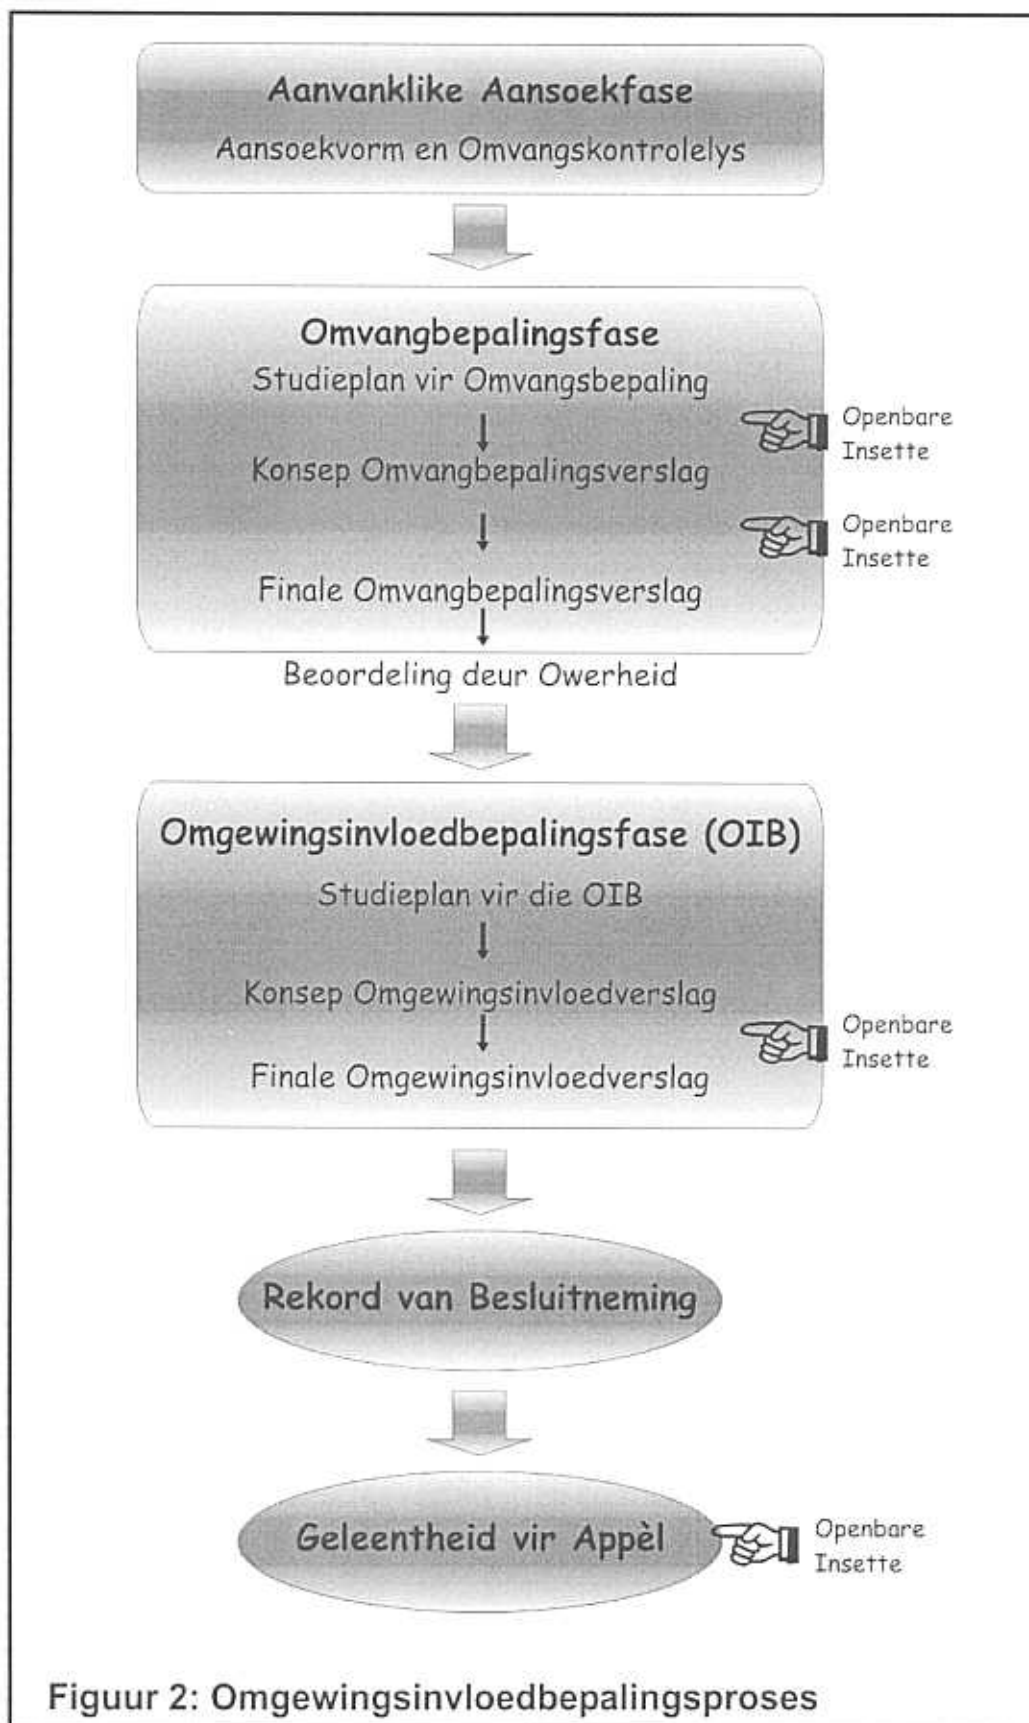 Aanvanklike Aansoekfase
Aansoekvorm en Omvangskontrolelys
Omvangbepalingsfase
Studieplan vir Omvangsbepaling
Openbare
Insette
Konsep Omvangbepalingsverslag
Openbare
Insette
Finale Omvangbepalingsverslag
Beoordeling deur Owerheid
Omgewingsinvloedbepalingsfase (OIB)
Studieplan vir die OIB
Konsep Omgewingsinvloedverslag
Openbare
Insette
Finale Omgewingsinvloedverslag
Rekord van Besluitneming
Geleentheid vir Appèl
Openbare
Insette
Figuur 2: Omgewingsinvloedbepalingsproses